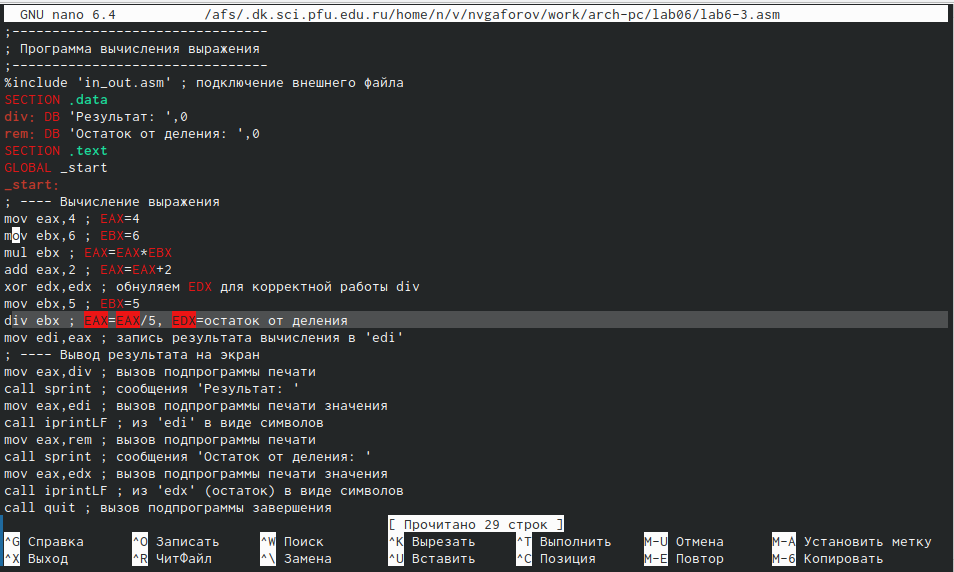 GNU nano 6.4 /afs/.dk.sci.pfu.edu.ru/home/n/v/nvgaforov/work/arch-pc/lab06/lab6-3.asm
;--------------------------------
; Программа вычисления выражения
;--------------------------------
%include 'in_out.asm' ; подключение внешнего файла
SECTION .data
div: DB 'Результат: ',0
rem: DB 'Остаток от деления: ',0
SECTION .text
GLOBAL _start
_start:
; ---- Вычисление выражения
mov eax,4 ; EAX=4
mov ebx,6 ; EBX=6
mul ebx ; EAX=EAX*EBX
add eax,2 ; EAX=EAX+2
xor edx,edx ; обнуляем EDX для корректной работы div
mov ebx,5 ; EBX=5
div ebx ; EAX=EAX/5, EDX=остаток от деления
mov edi,eax ; запись результата вычисления в 'edi'
; ---- Вывод результата на экран
mov eax,div ; вызов подпрограммы печати
call sprint ; сообщения 'Результат: '
mov eax,edi ; вызов подпрограммы печати значения
call iprintLF ; из 'edi' в виде символов
mov eax,rem ; вызов подпрограммы печати
call sprint ; сообщения 'Остаток от деления: '
mov eax,edx ; вызов подпрограммы печати значения
call iprintLF ; из 'edx' (остаток) в виде символов
call quit ; вызов подпрограммы завершения
[ Прочитано 29 строк ]
^G Справка ^O Записать ^W Поиск ^K Вырезать ^T Выполнить M-U Отмена M-A Установить метку
^X Выход ^R ЧитФайл ^\ Замена ^U Вставить ^C Позиция M-E Повтор M-6 Копировать